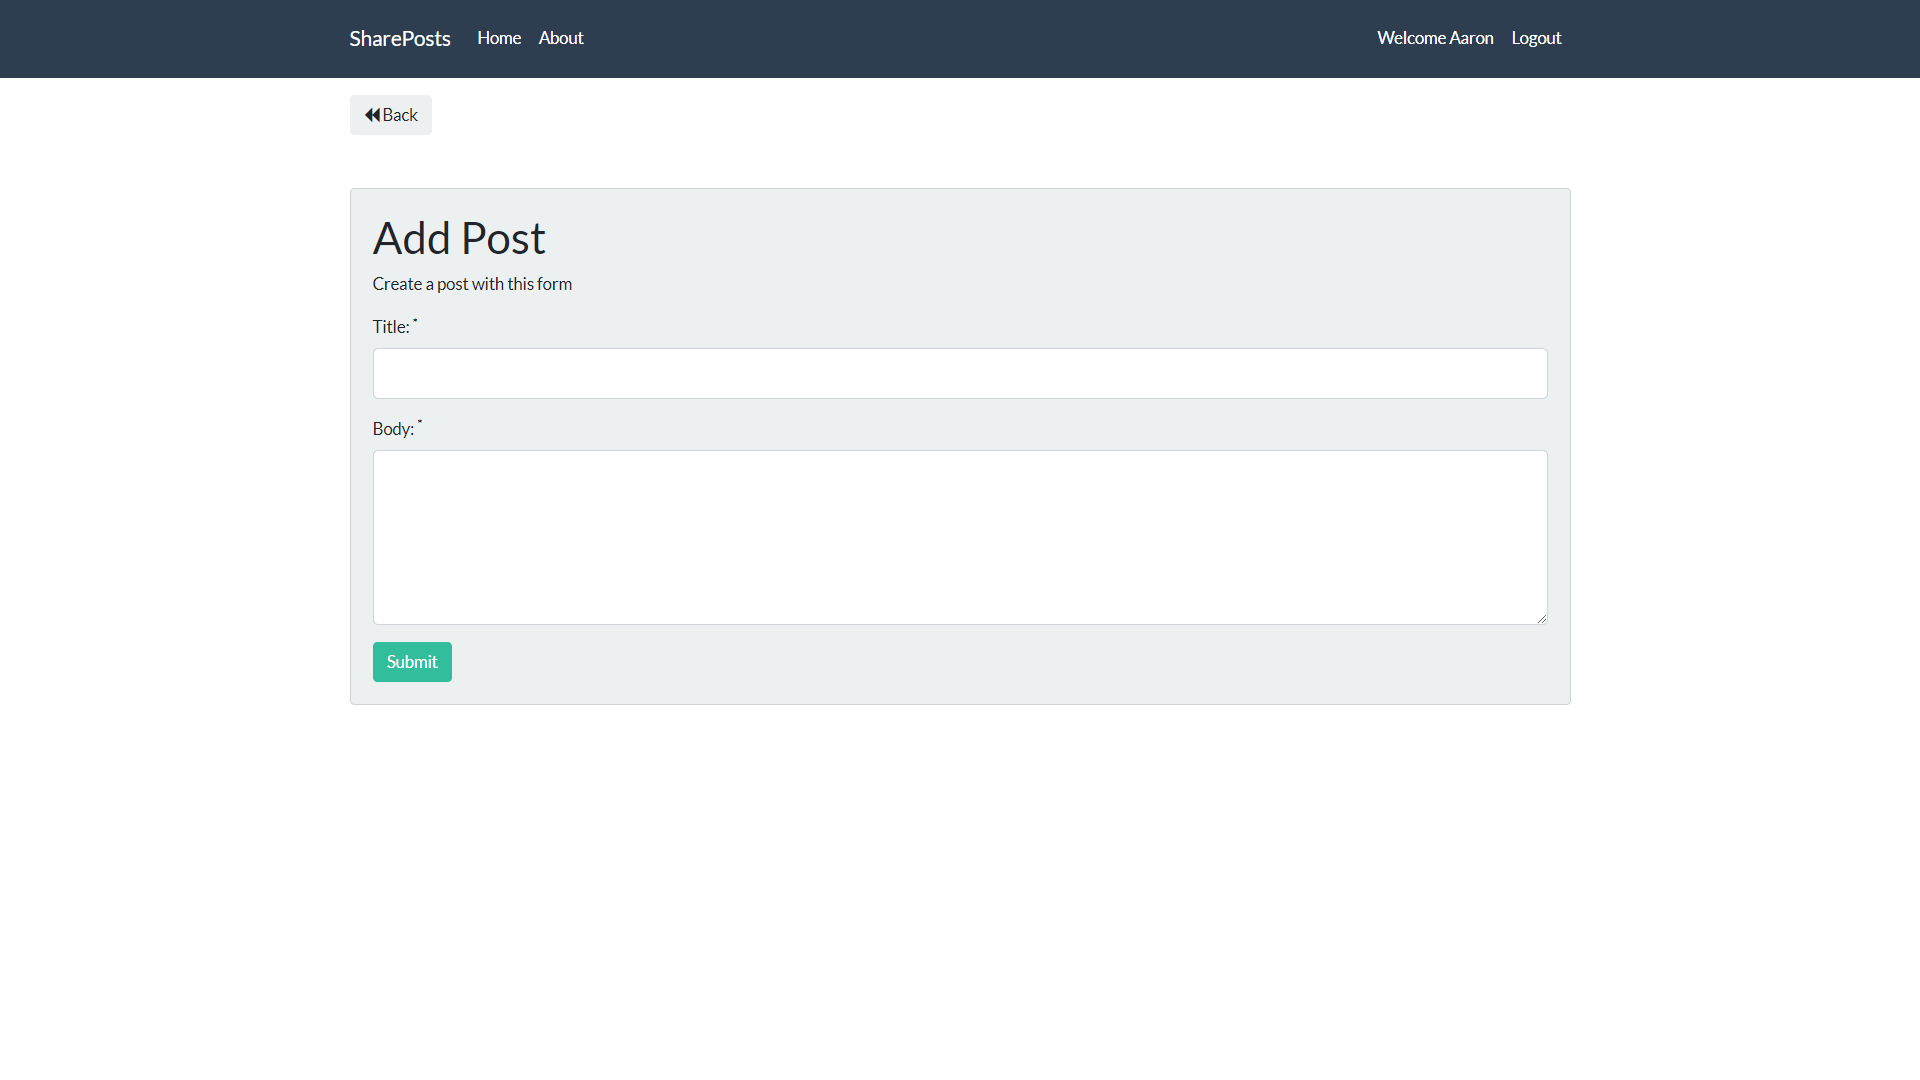 SharePosts Home About Welcome Aaron Logout
Back
Add Post
Create a post with this form
Title: *
Body: *
Submit